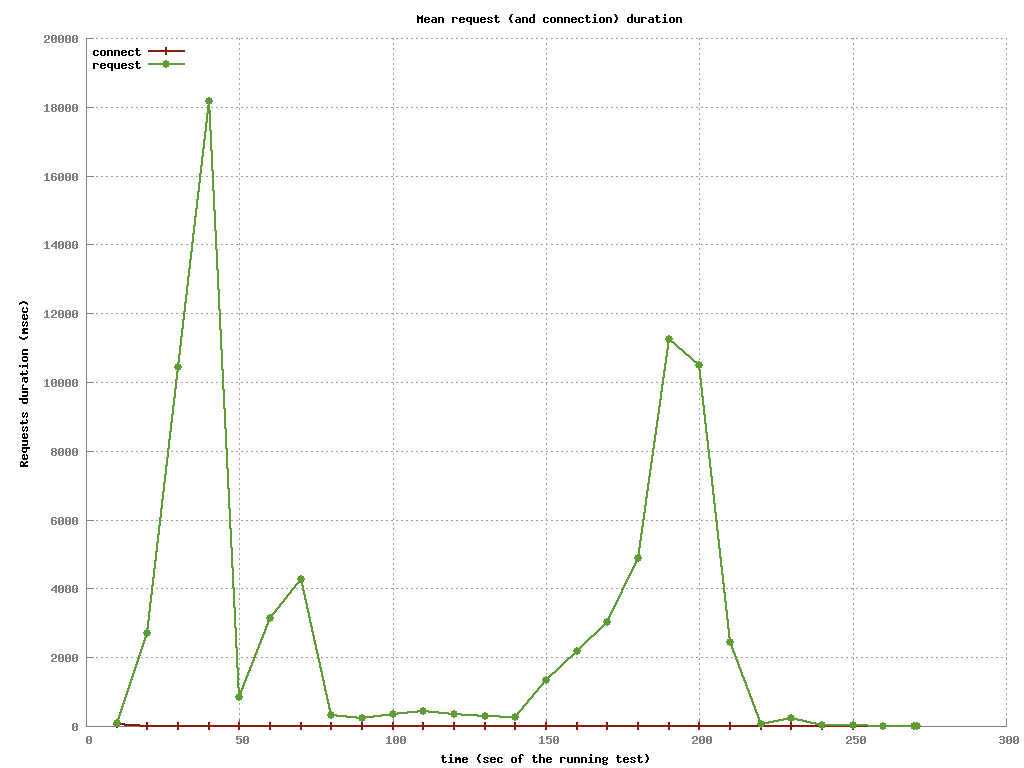 Mean request (and connection) duration
20000
connect
request
18000
16000
14000
12000
10000
8000
6000
4000
2000
0
Requests duration (msec)
0 50 100 150 200 250 300
time (sec of the running test)